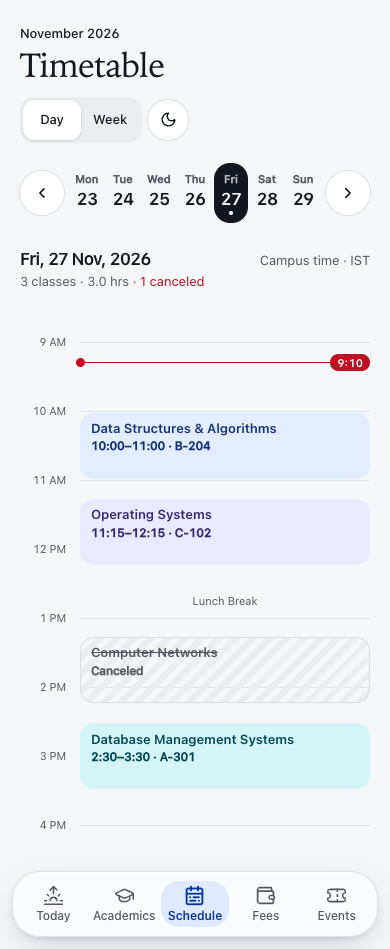 November 2026
Timetable
Day Week
Mon Tue Wed Thu Fri Sat Sun
23 24 25 26 27 28 29
Fri, 27 Nov, 2026
Campus time · IST
3 classes · 3.0 hrs · 1 canceled
9 AM
9:10
10 AM
Data Structures & Algorithms
10:00–11:00 · B-204
11 AM
Operating Systems
11:15–12:15 · C-102
12 PM
Lunch Break
1 PM
Computer Networks
Canceled
2 PM
Database Management Systems
2:30–3:30 · A-301
3 PM
4 PM
Today Academics Schedule Fees Events